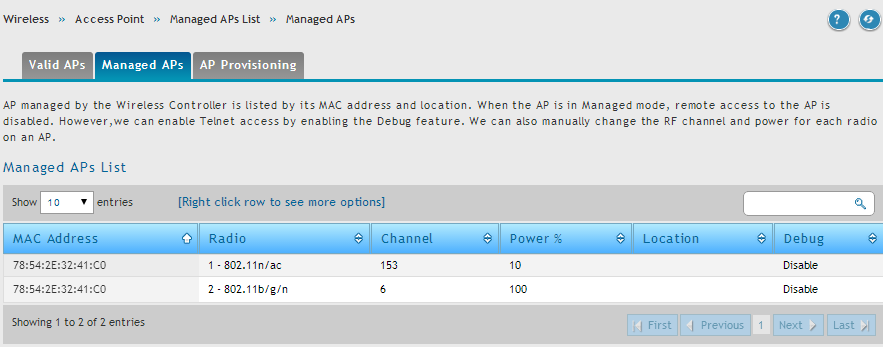 Wireless » Access Point » Managed APs List » Managed APs ?
Valid APs Managed APs AP Provisioning
AP managed by the Wireless Controller is listed by its MAC address and location. When the AP is in Managed mode, remote access to the AP is
disabled. However,we can enable Telnet access by enabling the Debug feature. We can also manually change the RF channel and power for each radio
on an AP.
Managed APs List
Show 10 entries [Right click row to see more options]
MAC Address Radio Channel Power % Location Debug
78:54:2E:32:41:C0 1 - 802.11n/ac 153 10 Disable
78:54:2E:32:41:C0 2 - 802.11b/g/n 6 100 Disable
Showing 1 to 2 of 2 entries First Previous 1 Next Last